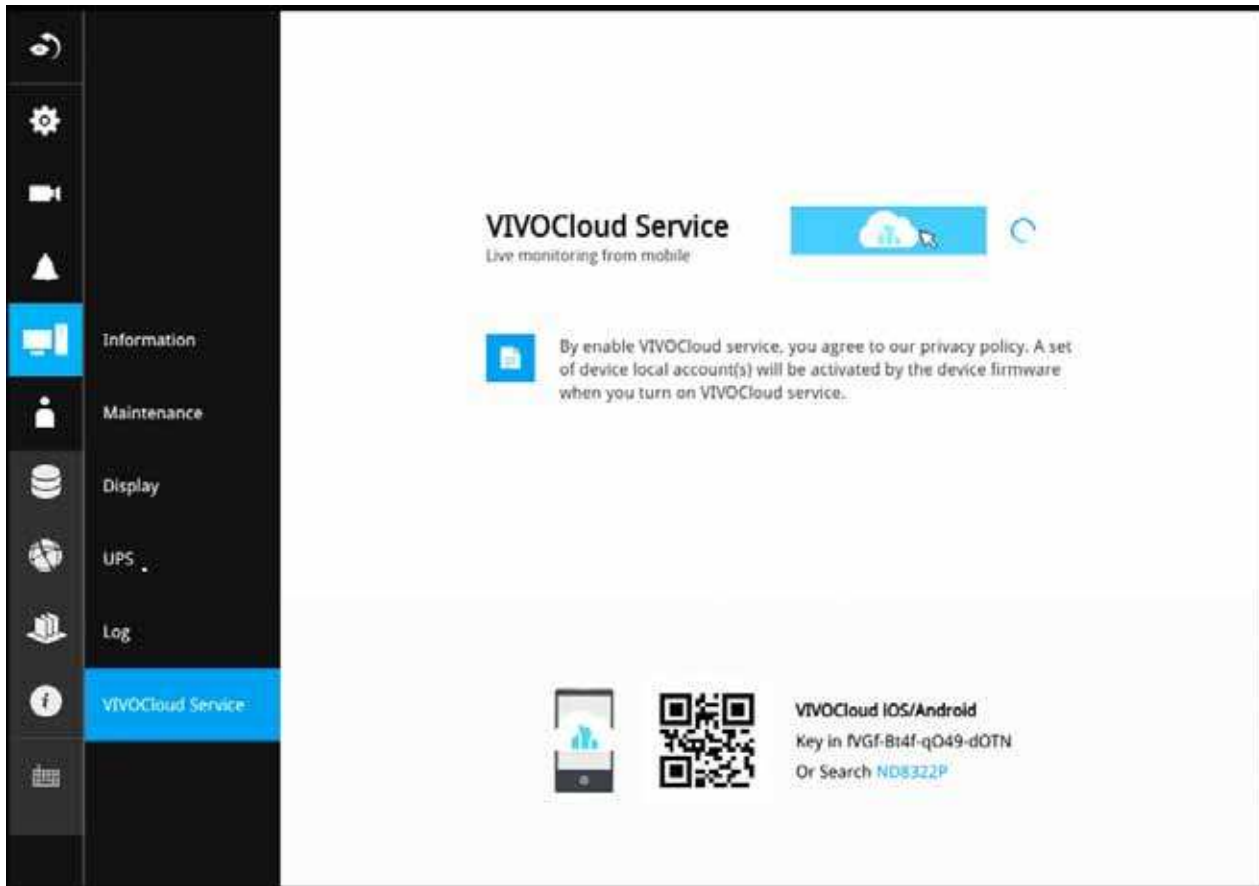 VIVOCloud Service
Live monitoring from mobile
Information
By enable VIVOCloud service, you agree to our privacy policy. A set
of device local account(s) will be activated by the device firmware
when you turn on VIVOCloud service.
Maintenance
Display
UPS
Log
VIVOCloud Service
VIVOCloud iOS/Android
Key in fVGf-Bt4f-qO49-dOTN
Or Search ND8322P